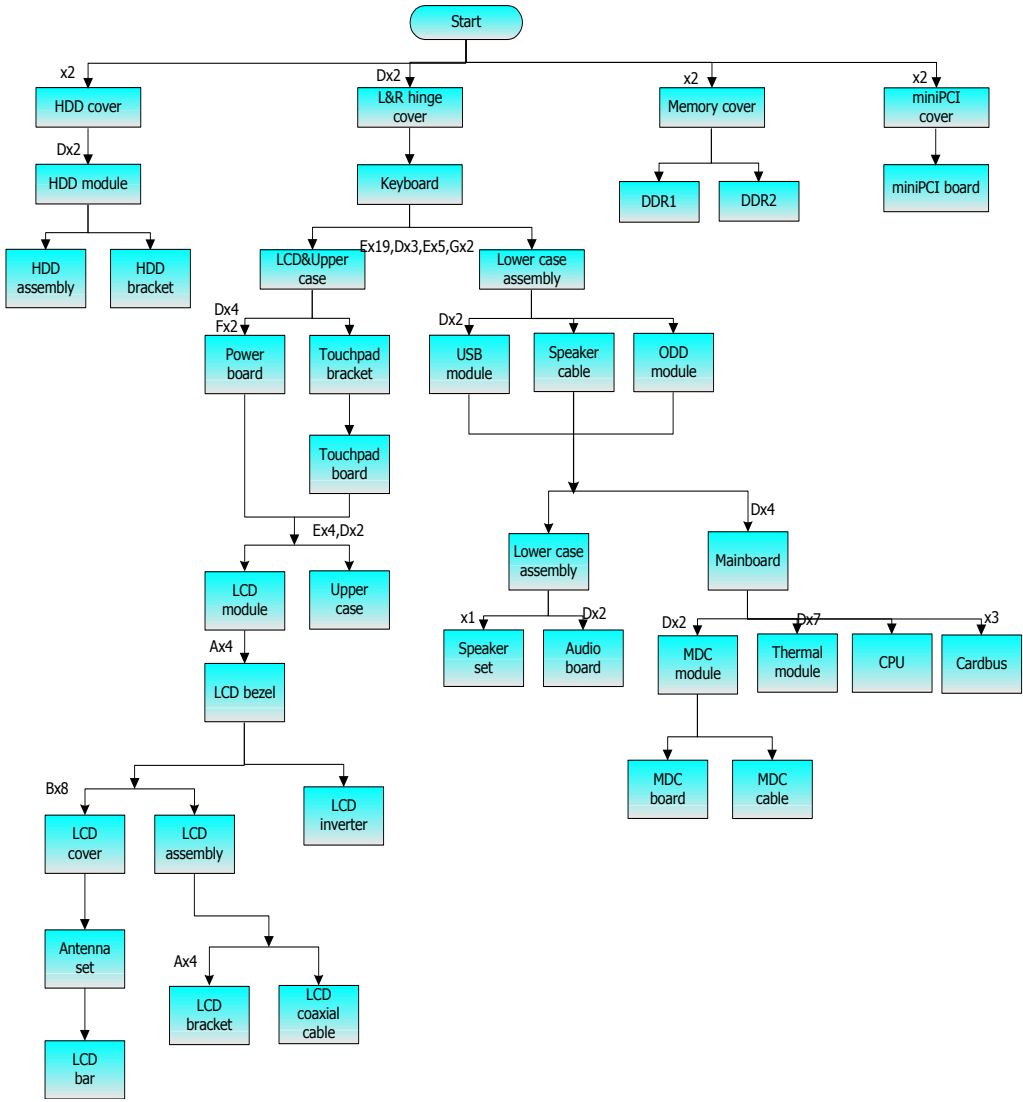 Start
x2
Dx2
x2
x2
HDD cover
L&R hinge
cover
Memory cover
miniPCI
cover
Dx2
HDD module
Keyboard
DDR1
DDR2
miniPCI board
HDD
assembly
HDD
bracket
Ex19,Dx3,Ex5,Gx2
LCD&Upper
case
Lower case
assembly
Dx4
Fx2
Dx2
Power
board
Touchpad
bracket
USB
module
Speaker
cable
ODD
module
Touchpad
board
Dx4
Ex4,Dx2
Lower case
assembly
Mainboard
LCD
module
Upper
case
x1
Dx2
Dx2
Dx7
x3
Speaker
set
Audio
board
MDC
module
Thermal
module
CPU
Cardbus
Ax4
LCD bezel
MDC
board
MDC
cable
Bx8
LCD
cover
LCD
assembly
LCD
inverter
Antenna
set
Ax4
LCD
bracket
LCD
coaxial
cable
LCD
bar